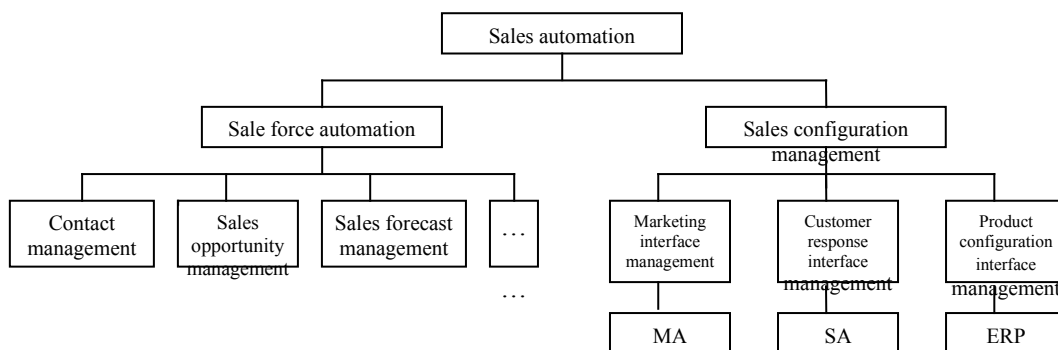 Sales automation
Sale force automation
Sales configuration
management
Contact
management
Sales
opportunity
management
Sales forecast
management
…
…
Marketing
interface
management
Customer
response
interface
management
Product
configuration
interface
management
MA
SA
ERP